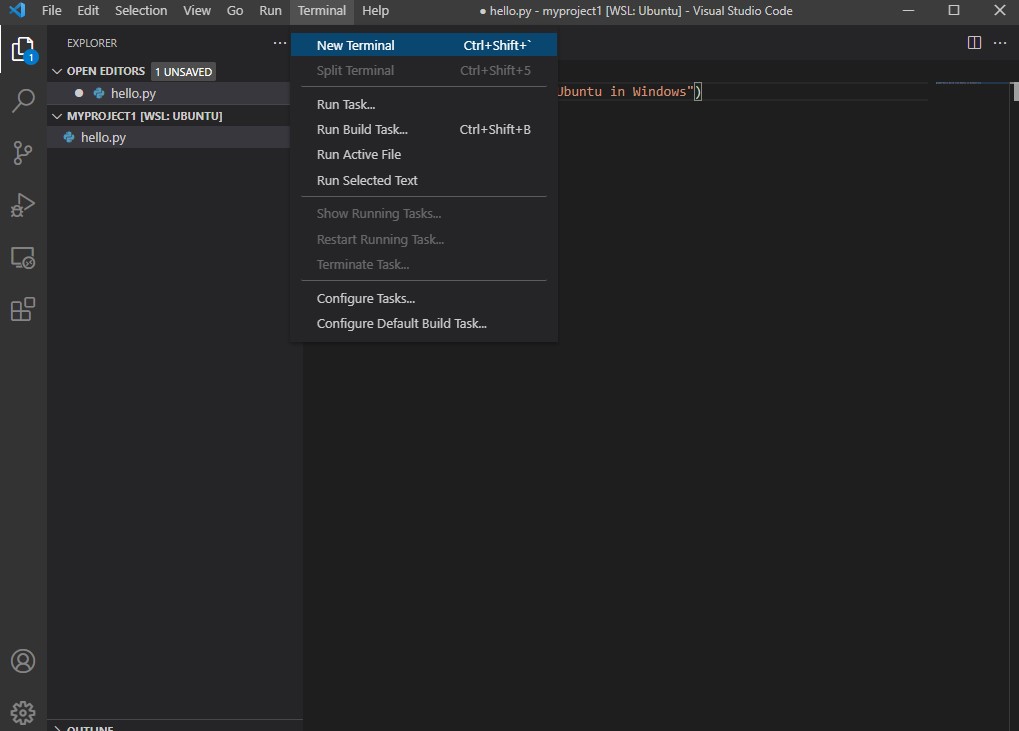 File Edit Selection View Go Run Terminal Help ● hello.py - myproject1 [WSL: Ubuntu] - Visual Studio Code
EXPLORER
1
OPEN EDITORS 1 UNSAVED
● hello.py
MYPROJECT1 [WSL: UBUNTU]
hello.py
OUTLINE
New Terminal Ctrl+Shift+`
Split Terminal Ctrl+Shift+5
Run Task...
Run Build Task... Ctrl+Shift+B
Run Active File
Run Selected Text
Show Running Tasks...
Restart Running Task...
Terminate Task...
Configure Tasks...
Configure Default Build Task...
Ubuntu in Windows")